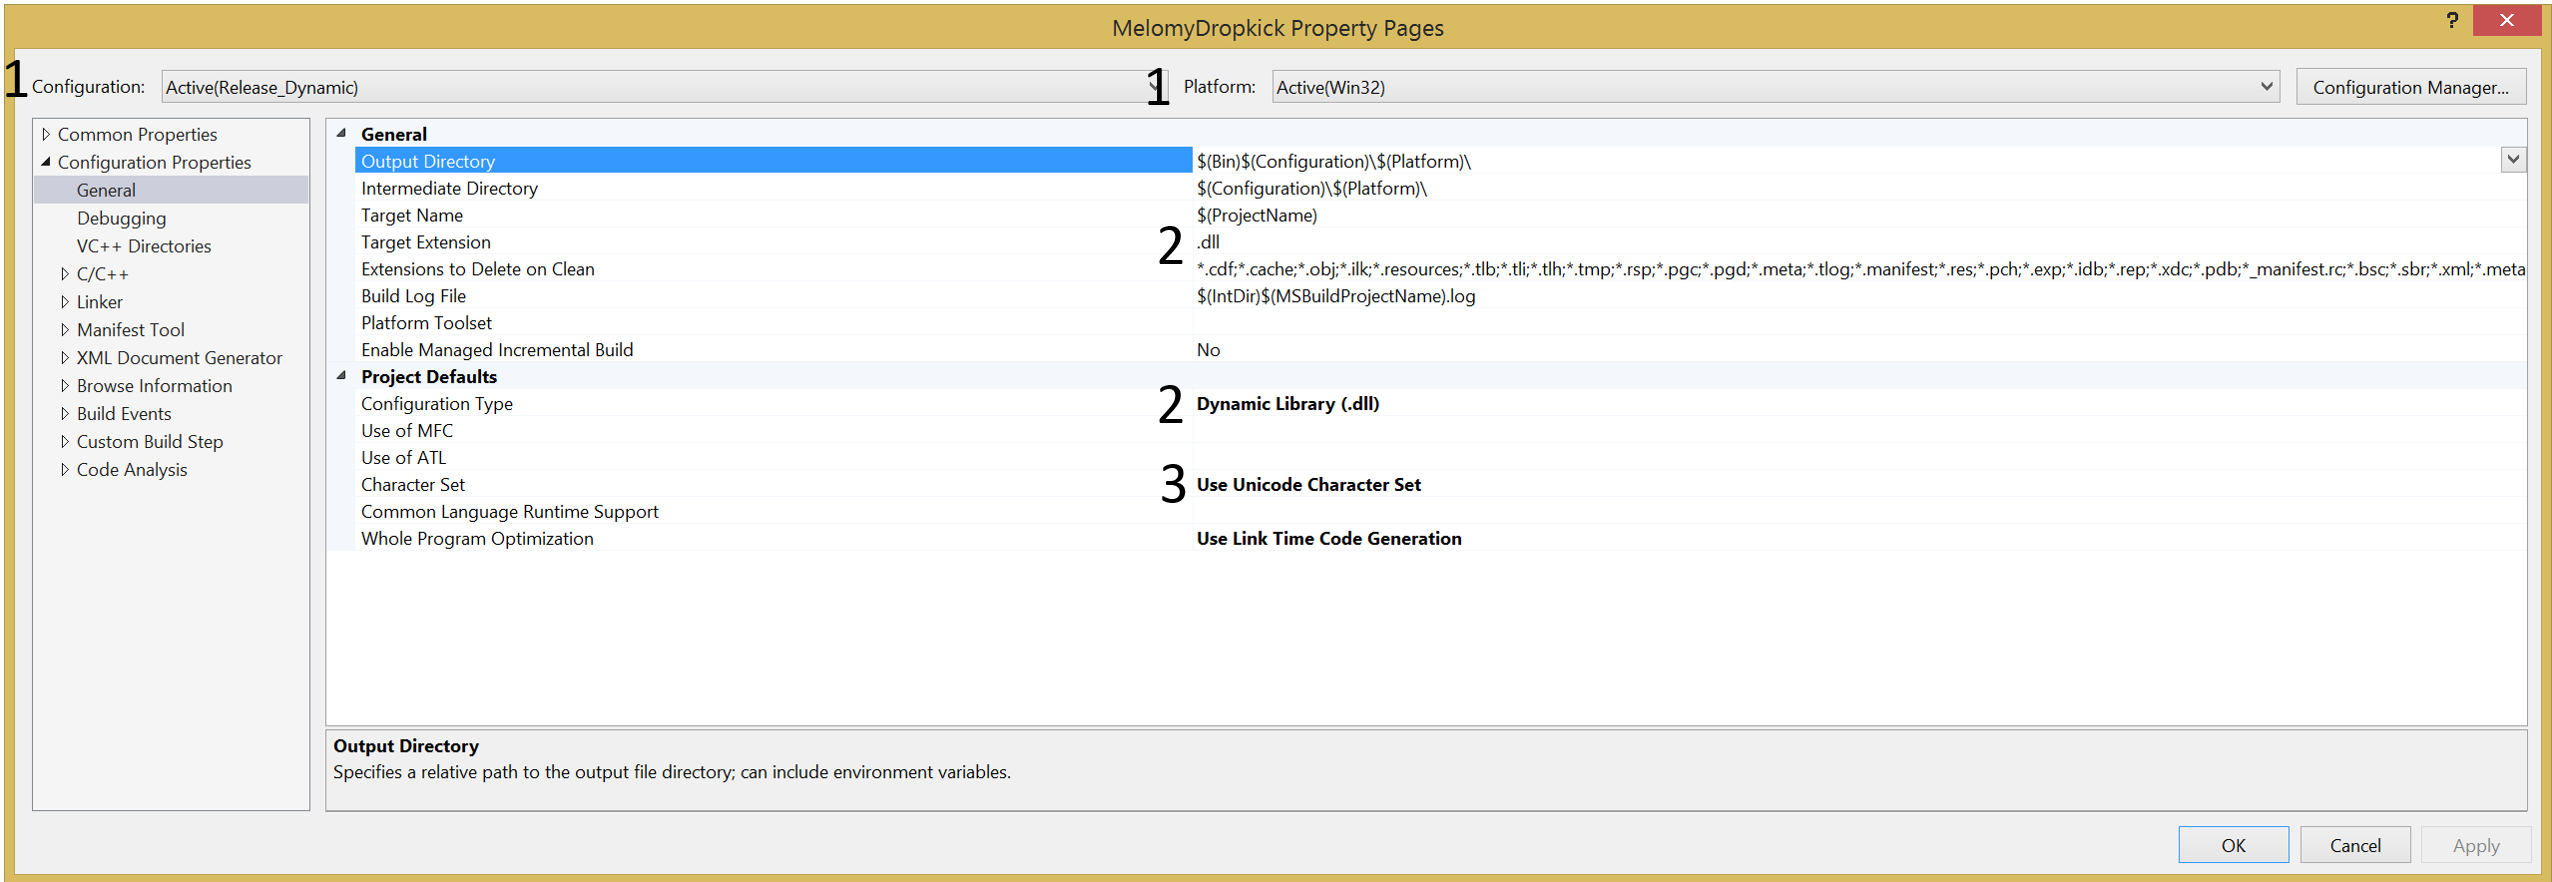 MelomyDropkick Property Pages
?
1 Configuration: Active(Release_Dynamic) 1 Platform: Active(Win32) Configuration Manager...
Common Properties
Configuration Properties
General
Debugging
VC++ Directories
C/C++
Linker
Manifest Tool
XML Document Generator
Browse Information
Build Events
Custom Build Step
Code Analysis
General
Output Directory $(Bin)$(Configuration)\$(Platform)\
Intermediate Directory $(Configuration)\$(Platform)\
Target Name $(ProjectName)
Target Extension 2 .dll
Extensions to Delete on Clean *.cdf;*.cache;*.obj;*.ilk;*.resources;*.tlb;*.tli;*.tlh;*.tmp;*.rsp;*.pgc;*.pgd;*.meta;*.tlog;*.manifest;*.res;*.pch;*.exp;*.idb;*.rep;*.xdc;*.pdb;*_manifest.rc;*.bsc;*.sbr;*.xml;*.meta
Build Log File $(IntDir)$(MSBuildProjectName).log
Platform Toolset
Enable Managed Incremental Build No
Project Defaults
Configuration Type 2 Dynamic Library (.dll)
Use of MFC
Use of ATL
Character Set 3 Use Unicode Character Set
Common Language Runtime Support
Whole Program Optimization Use Link Time Code Generation
Output Directory
Specifies a relative path to the output file directory; can include environment variables.
OK Cancel Apply